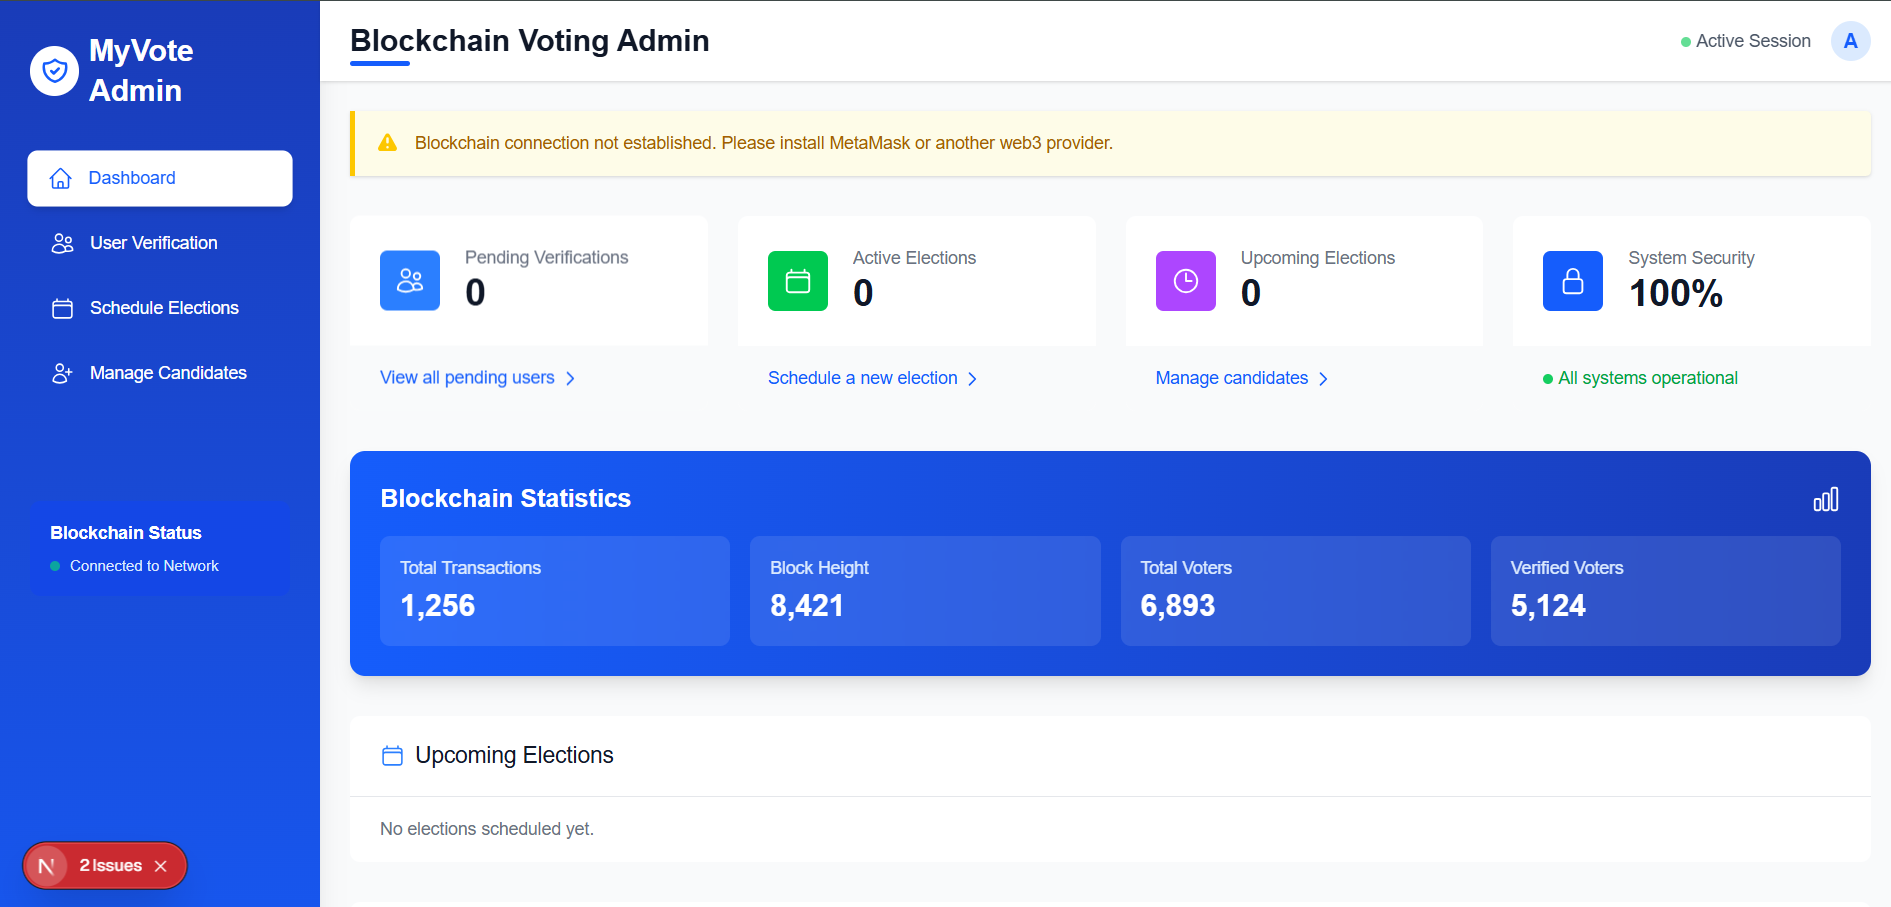 MyVote
Admin
Dashboard
User Verification
Schedule Elections
Manage Candidates
Blockchain Status
Connected to Network
N
2 Issues
Blockchain Voting Admin
Active Session
A
Blockchain connection not established. Please install MetaMask or another web3 provider.
Pending Verifications
0
View all pending users
Active Elections
0
Schedule a new election
Upcoming Elections
0
Manage candidates
System Security
100%
All systems operational
Blockchain Statistics
Total Transactions
1,256
Block Height
8,421
Total Voters
6,893
Verified Voters
5,124
Upcoming Elections
No elections scheduled yet.